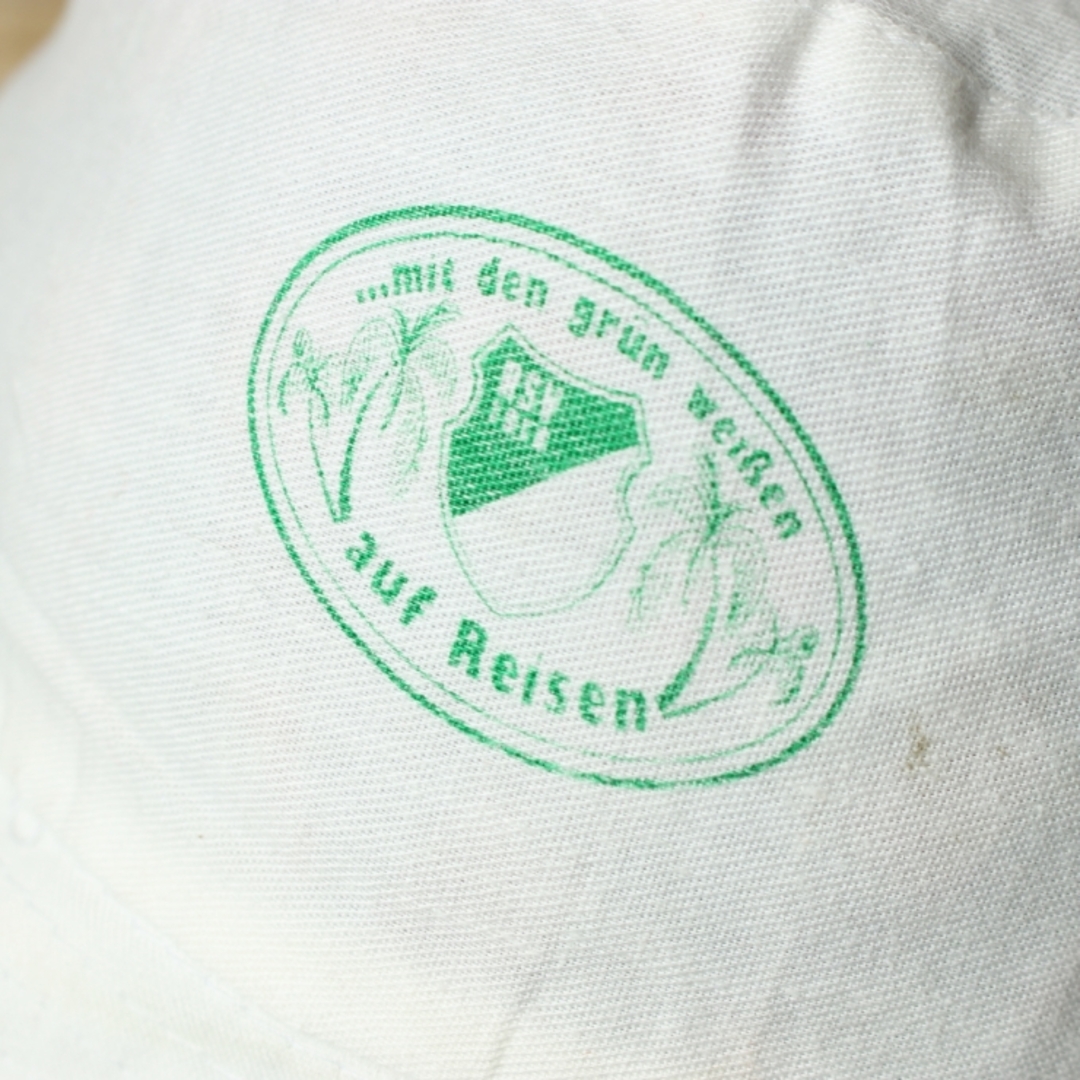 ...mit den grün weißen
auf Reisen